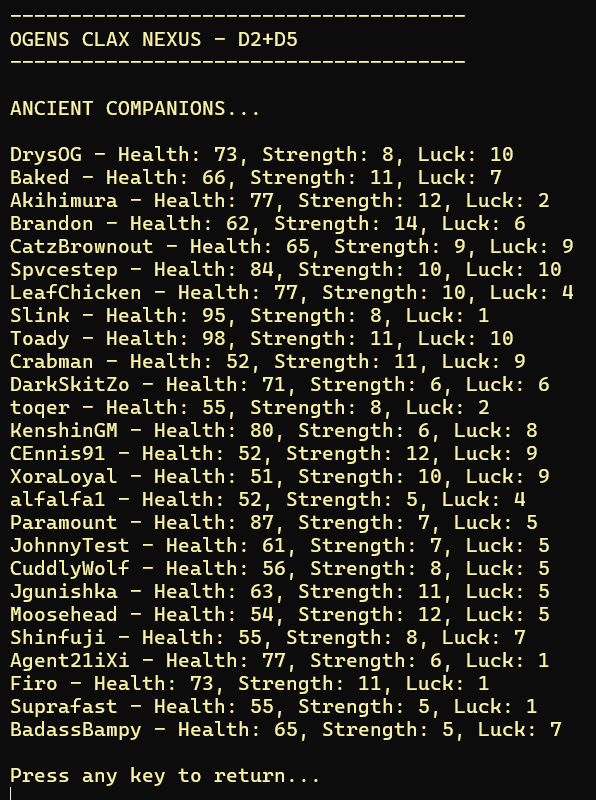 --------------------------------------
OGENS CLAX NEXUS - D2+D5
--------------------------------------
ANCIENT COMPANIONS...
DrysOG - Health: 73, Strength: 8, Luck: 10
Baked - Health: 66, Strength: 11, Luck: 7
Akihimura - Health: 77, Strength: 12, Luck: 2
Brandon - Health: 62, Strength: 14, Luck: 6
CatzBrownout - Health: 65, Strength: 9, Luck: 9
Spvcestep - Health: 84, Strength: 10, Luck: 10
LeafChicken - Health: 77, Strength: 10, Luck: 4
Slink - Health: 95, Strength: 8, Luck: 1
Toady - Health: 98, Strength: 11, Luck: 10
Crabman - Health: 52, Strength: 11, Luck: 9
DarkSkitZo - Health: 71, Strength: 6, Luck: 6
toqer - Health: 55, Strength: 8, Luck: 2
KenshinGM - Health: 80, Strength: 6, Luck: 8
CEnnis91 - Health: 52, Strength: 12, Luck: 9
XoraLoyal - Health: 51, Strength: 10, Luck: 9
alfalfa1 - Health: 52, Strength: 5, Luck: 4
Paramount - Health: 87, Strength: 7, Luck: 5
JohnnyTest - Health: 61, Strength: 7, Luck: 5
CuddlyWolf - Health: 56, Strength: 8, Luck: 5
Jgunishka - Health: 63, Strength: 11, Luck: 5
Moosehead - Health: 54, Strength: 12, Luck: 5
Shinfuji - Health: 55, Strength: 8, Luck: 7
Agent21iXi - Health: 77, Strength: 6, Luck: 1
Firo - Health: 73, Strength: 11, Luck: 1
Suprafast - Health: 55, Strength: 5, Luck: 1
BadassBampy - Health: 65, Strength: 5, Luck: 7
Press any key to return...